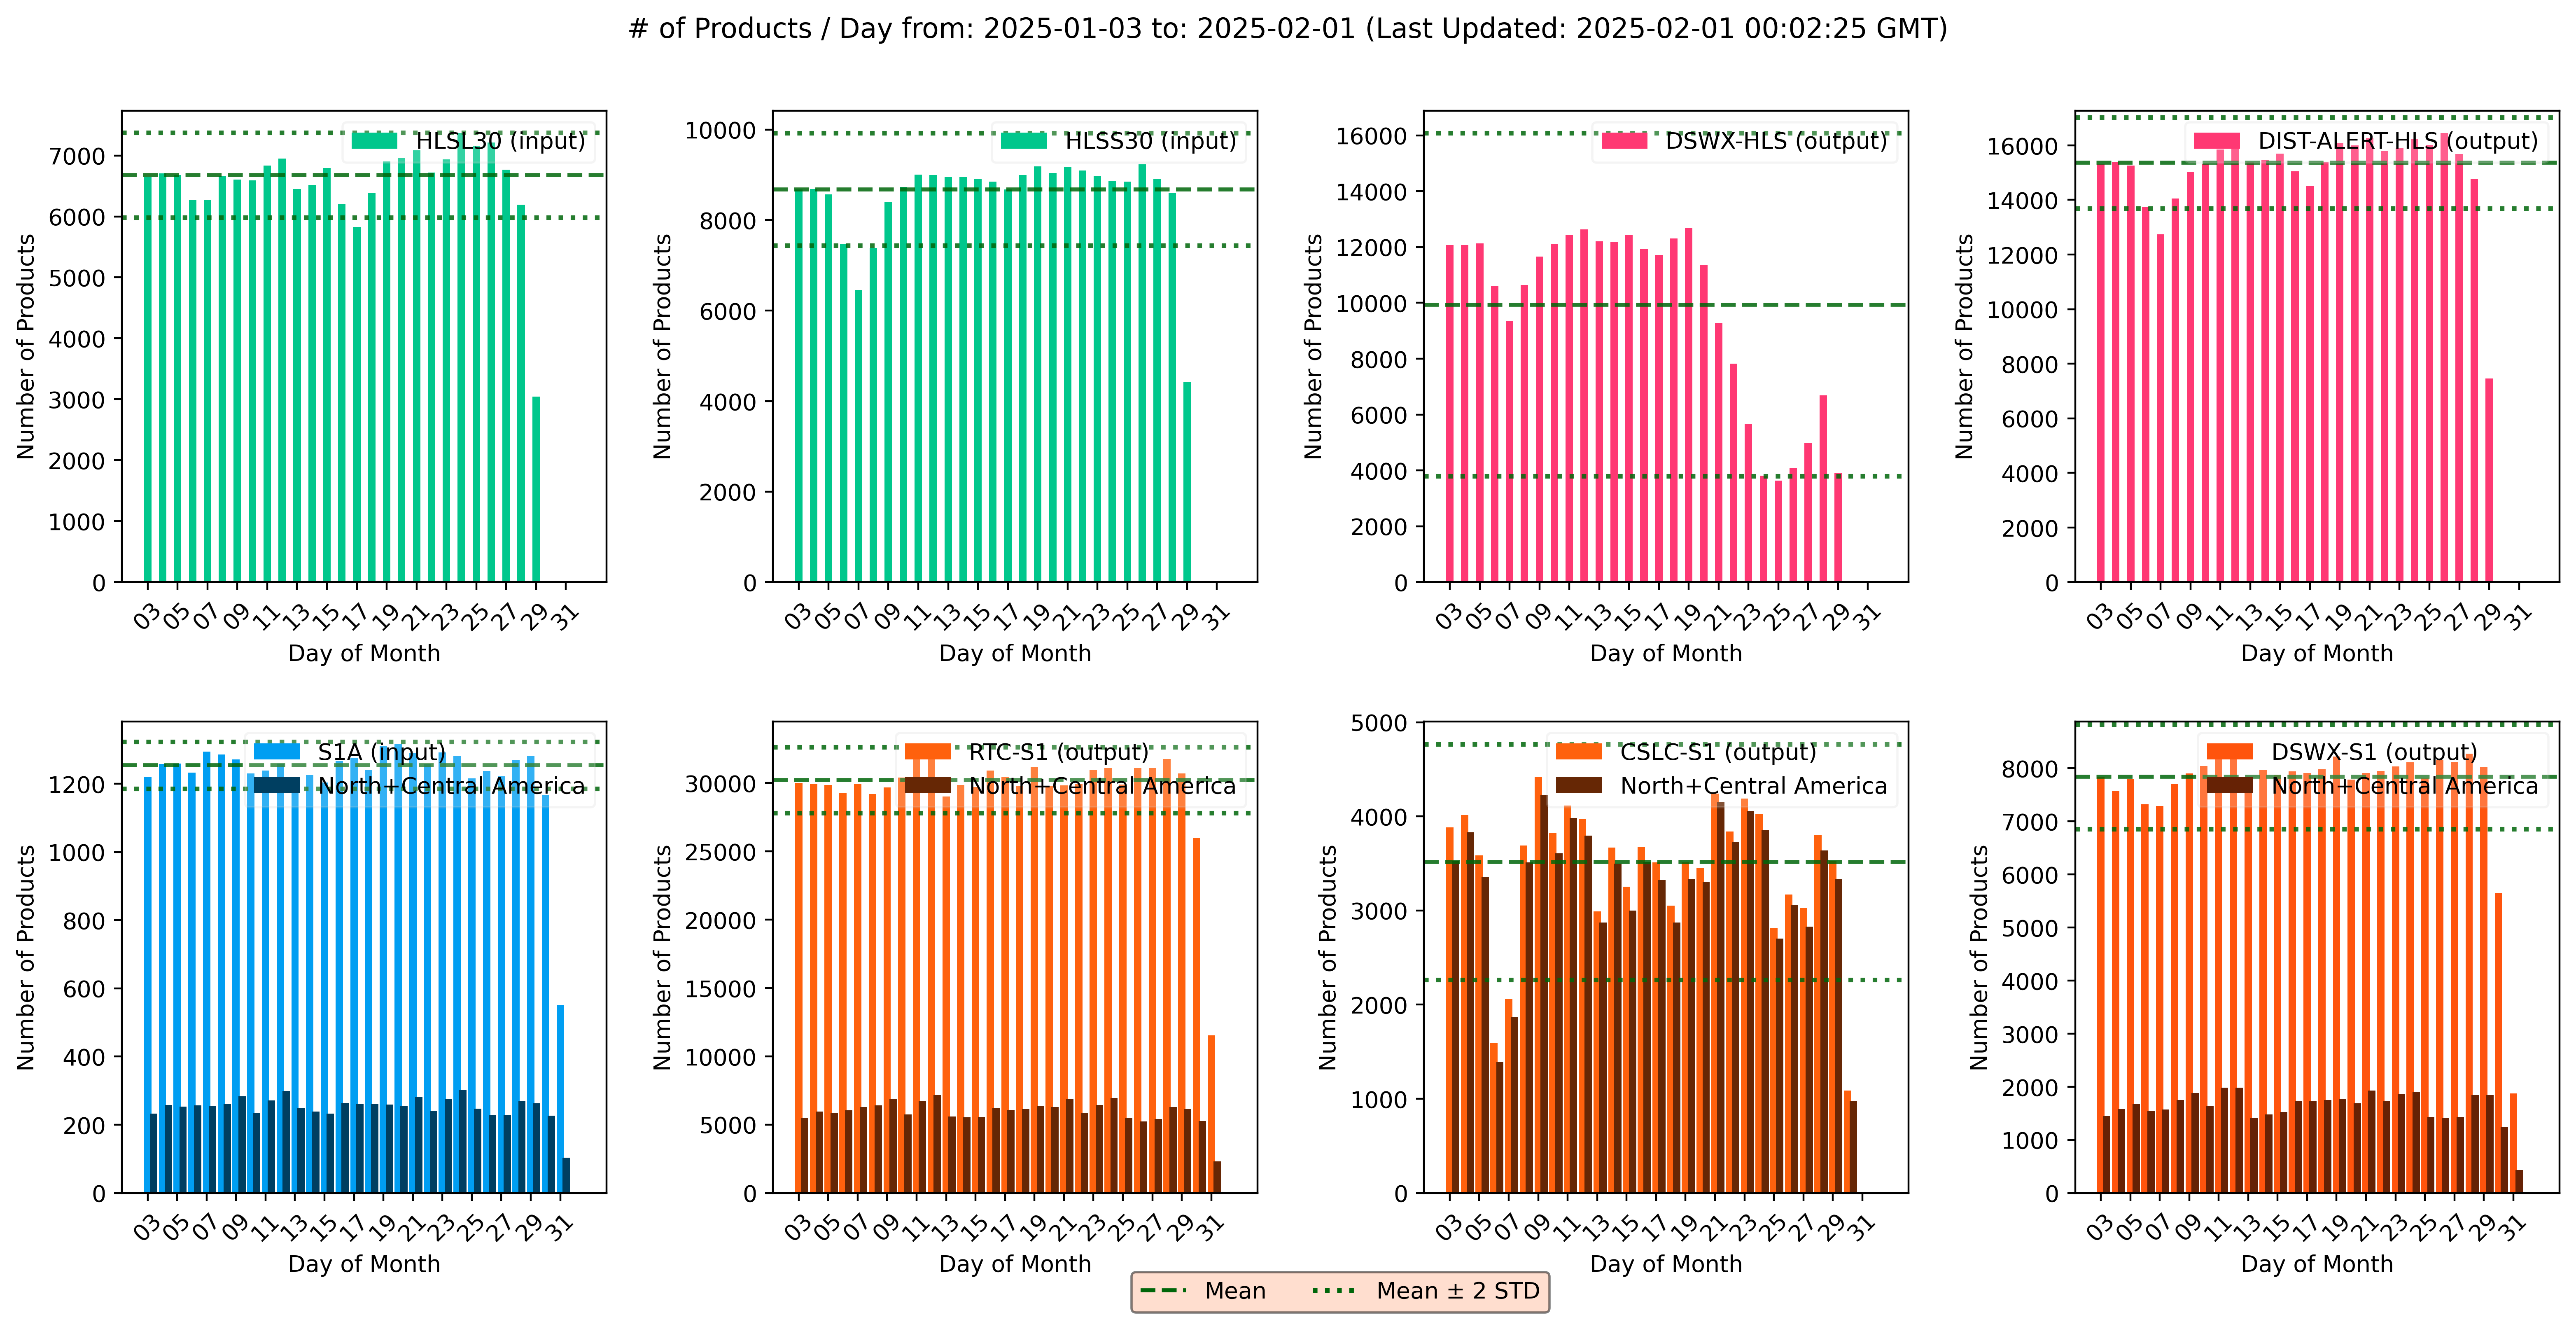 # of Products / Day from: 2025-01-03 to: 2025-02-01 (Last Updated: 2025-02-01 00:02:25 GMT)
HLSL30 (input)
Number of Products
7000
6000
5000
4000
3000
2000
1000
0
03 05 07 09 11 13 15 17 19 21 23 25 27 29 31
Day of Month
HLSS30 (input)
Number of Products
10000
8000
6000
4000
2000
0
03 05 07 09 11 13 15 17 19 21 23 25 27 29 31
Day of Month
DSWX-HLS (output)
Number of Products
16000
14000
12000
10000
8000
6000
4000
2000
0
03 05 07 09 11 13 15 17 19 21 23 25 27 29 31
Day of Month
DIST-ALERT-HLS (output)
Number of Products
16000
14000
12000
10000
8000
6000
4000
2000
0
03 05 07 09 11 13 15 17 19 21 23 25 27 29 31
Day of Month
S1A (input)
North+Central America
Number of Products
1200
1000
800
600
400
200
0
03 05 07 09 11 13 15 17 19 21 23 25 27 29 31
Day of Month
RTC-S1 (output)
North+Central America
Number of Products
30000
25000
20000
15000
10000
5000
0
03 05 07 09 11 13 15 17 19 21 23 25 27 29 31
Day of Month
CSLC-S1 (output)
North+Central America
Number of Products
5000
4000
3000
2000
1000
0
03 05 07 09 11 13 15 17 19 21 23 25 27 29 31
Day of Month
DSWX-S1 (output)
North+Central America
Number of Products
8000
7000
6000
5000
4000
3000
2000
1000
0
03 05 07 09 11 13 15 17 19 21 23 25 27 29 31
Day of Month
Mean
Mean ± 2 STD